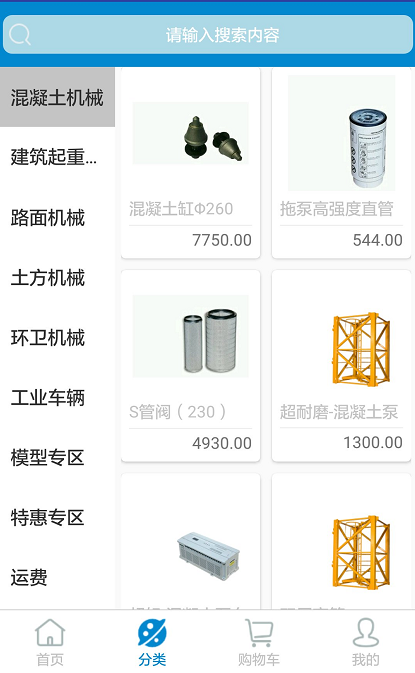 请输入搜索内容
混凝土机械
建筑起重...
路面机械
土方机械
环卫机械
工业车辆
模型专区
特惠专区
运费
混凝土缸Φ260
7750.00
拖泵高强度直管
544.00
S管阀（230）
4930.00
超耐磨-混凝土泵
1300.00
首页
分类
购物车
我的